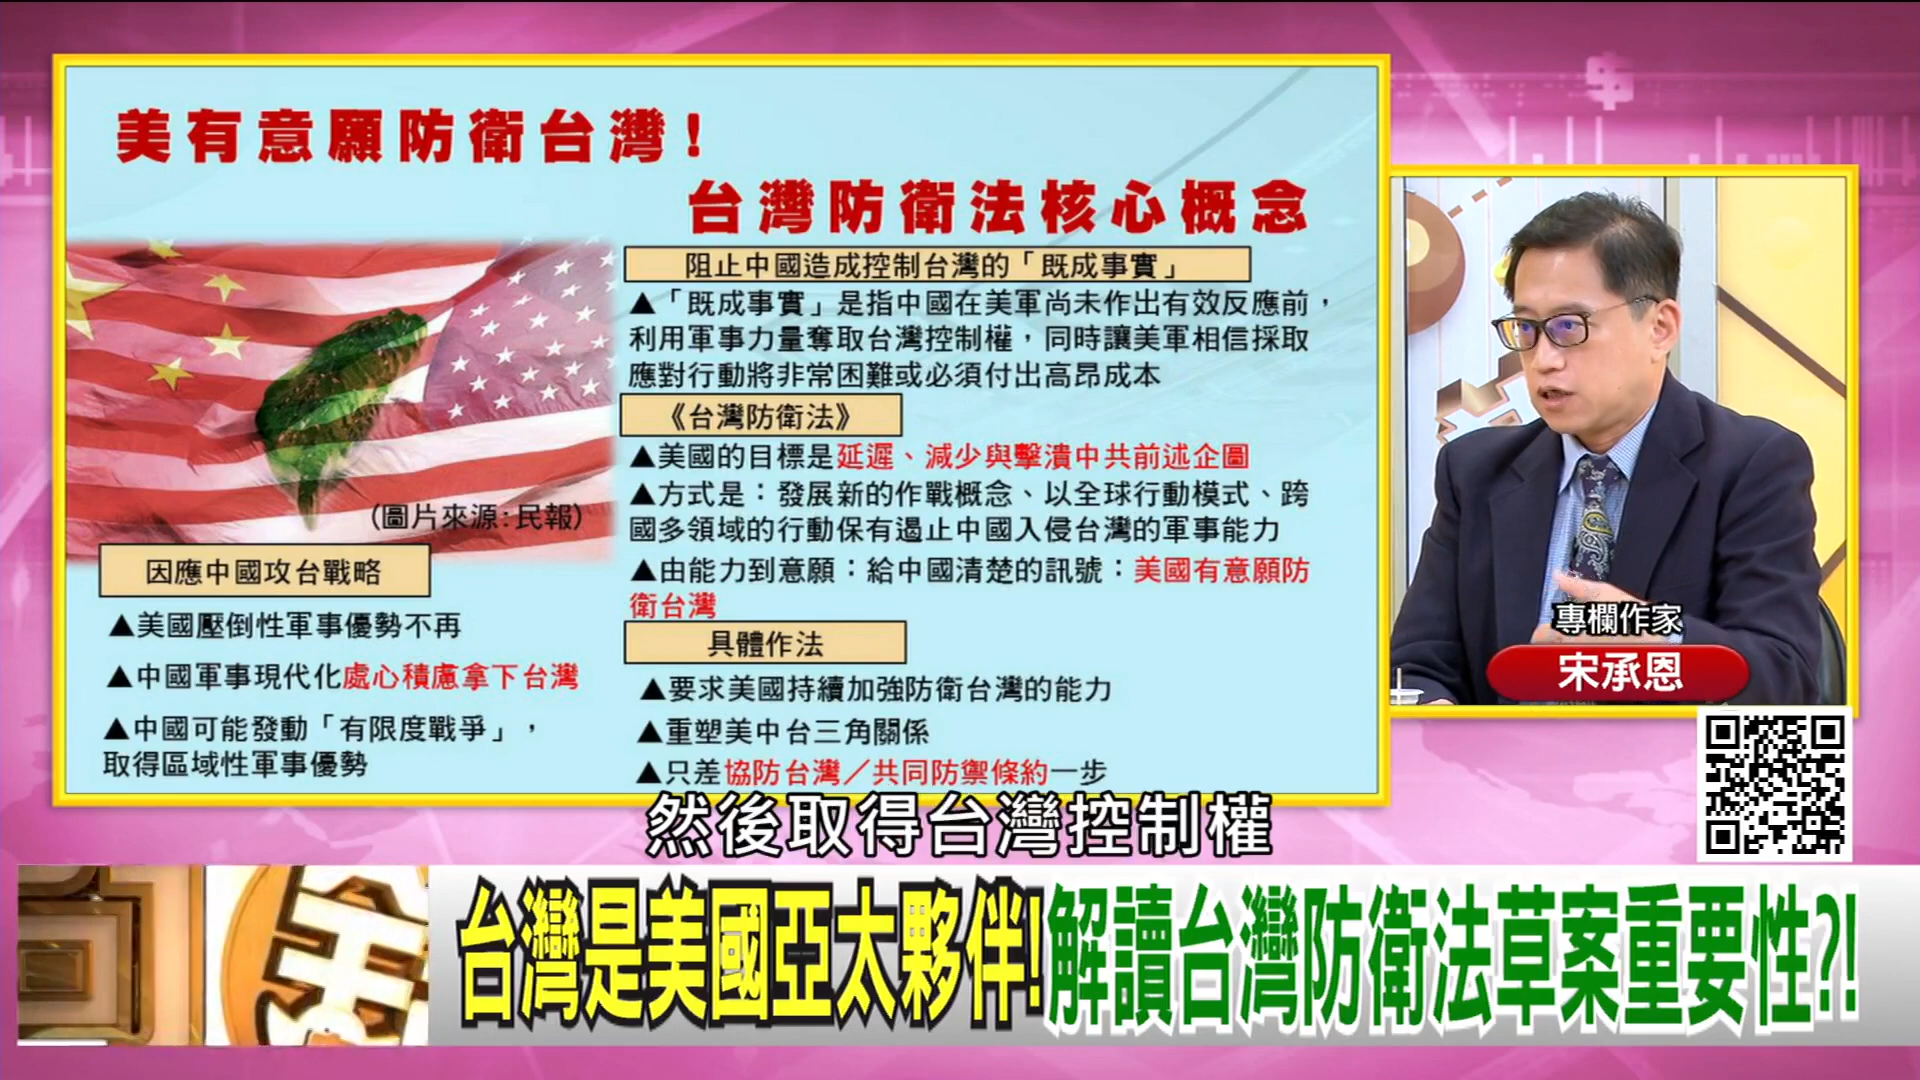 美有意願防衛台灣！
台灣防衛法核心概念
(圖片來源:民報)
因應中國攻台戰略
▲美國壓倒性軍事優勢不再
▲中國軍事現代化處心積慮拿下台灣
▲中國可能發動「有限度戰爭」，
取得區域性軍事優勢
阻止中國造成控制台灣的「既成事實」
▲「既成事實」是指中國在美軍尚未作出有效反應前，
利用軍事力量奪取台灣控制權，同時讓美軍相信採取
應對行動將非常困難或必須付出高昂成本
《台灣防衛法》
▲美國的目標是延遲、減少與擊潰中共前述企圖
▲方式是：發展新的作戰概念、以全球行動模式、跨
國多領域的行動保有遏止中國入侵台灣的軍事能力
▲由能力到意願：給中國清楚的訊號：美國有意願防
衛台灣
具體作法
▲要求美國持續加強防衛台灣的能力
▲重塑美中台三角關係
▲只差協防台灣／共同防禦條約一步
專欄作家
宋承恩
然後取得台灣控制權
台灣是美國亞太夥伴!解讀台灣防衛法草案重要性?!